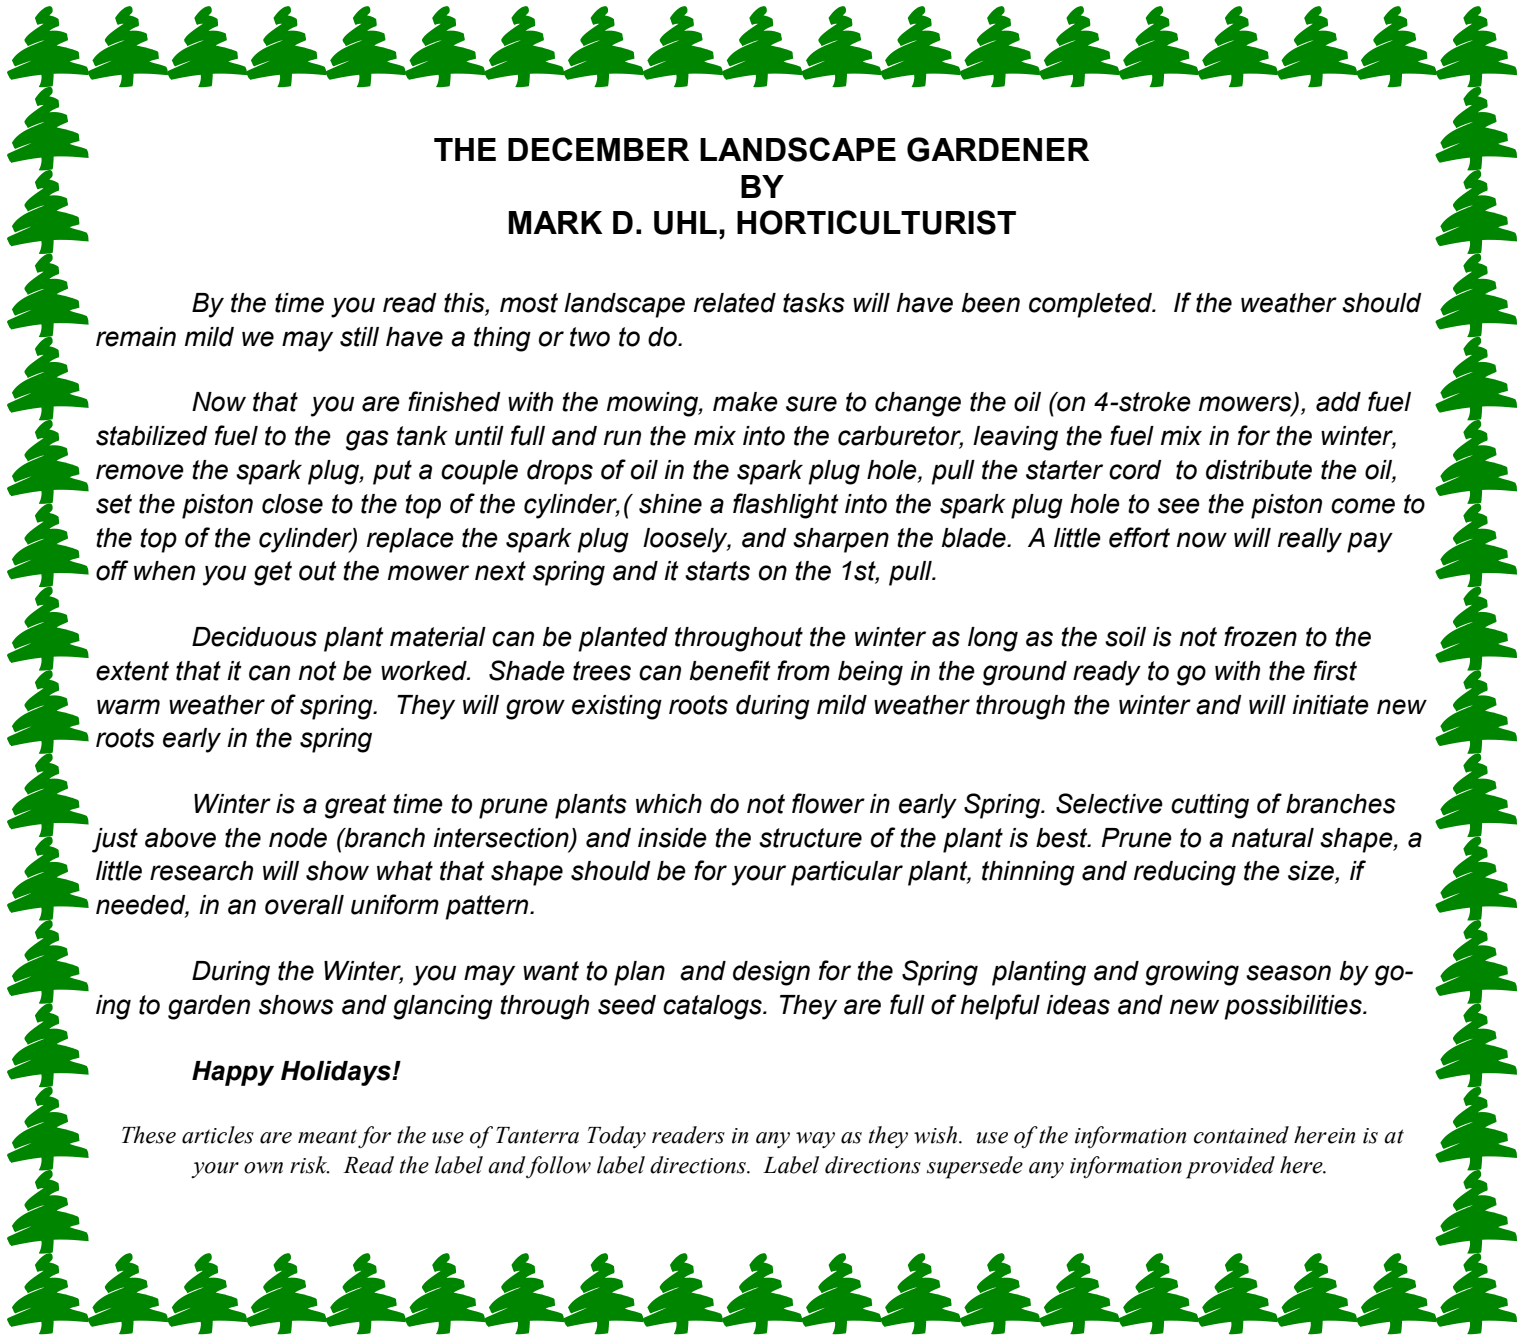 THE DECEMBER LANDSCAPE GARDENER
BY
MARK D. UHL, HORTICULTURIST
By the time you read this, most landscape related tasks will have been completed.  If the weather should
remain mild we may still have a thing or two to do.
Now that  you are finished with the mowing, make sure to change the oil (on 4-stroke mowers), add fuel
stabilized fuel to the  gas tank until full and run the mix into the carburetor, leaving the fuel mix in for the winter,
remove the spark plug, put a couple drops of oil in the spark plug hole, pull the starter cord  to distribute the oil,
set the piston close to the top of the cylinder,( shine a flashlight into the spark plug hole to see the piston come to
the top of the cylinder) replace the spark plug  loosely, and sharpen the blade.  A little effort now will really pay
off when you get out the mower next spring and it starts on the 1st, pull.
Deciduous plant material can be planted throughout the winter as long as the soil is not frozen to the
extent that it can not be worked.  Shade trees can benefit from being in the ground ready to go with the first
warm weather of spring.  They will grow existing roots during mild weather through the winter and will initiate new
roots early in the spring
Winter is a great time to prune plants which do not flower in early Spring. Selective cutting of branches
just above the node (branch intersection) and inside the structure of the plant is best. Prune to a natural shape, a
little research will show what that shape should be for your particular plant, thinning and reducing the size, if
needed, in an overall uniform pattern.
During the Winter, you may want to plan  and design for the Spring  planting and growing season by go-
ing to garden shows and glancing through seed catalogs. They are full of helpful ideas and new possibilities.
Happy Holidays!
These articles are meant for the use of Tanterra Today readers in any way as they wish.  use of the information contained herein is at
your own risk.  Read the label and follow label directions.  Label directions supersede any information provided here.